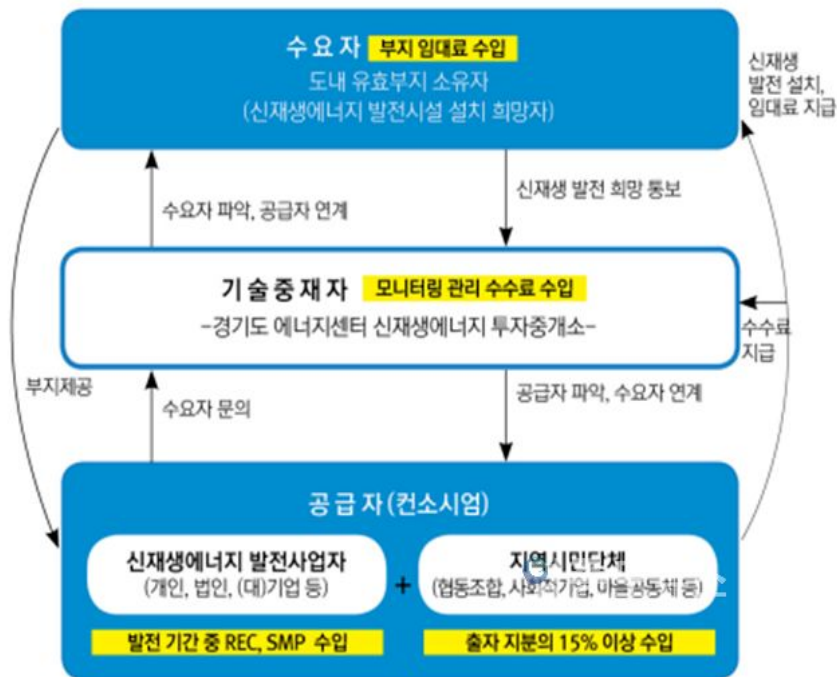 수요자 부지 임대료 수입
도내 유효부지 소유자
(신재생에너지 발전시설 설치 희망자)
신재생
발전 설치,
임대료 지급
수요자 파악, 공급자 연계
신재생 발전 희망 통보
기술중재자 모니터링 관리 수수료 수입
-경기도 에너지센터 신재생에너지 투자중개소-
수수료
지급
부지제공
수요자 문의
공급자 파악, 수요자 연계
공급자(컨소시엄)
신재생에너지 발전사업자
(개인, 법인, (대)기업 등)
+
지역시민단체
(협동조합, 사회적기업, 마을공동체 등)
발전 기간 중 REC, SMP 수입
출자 지분의 15% 이상 수입